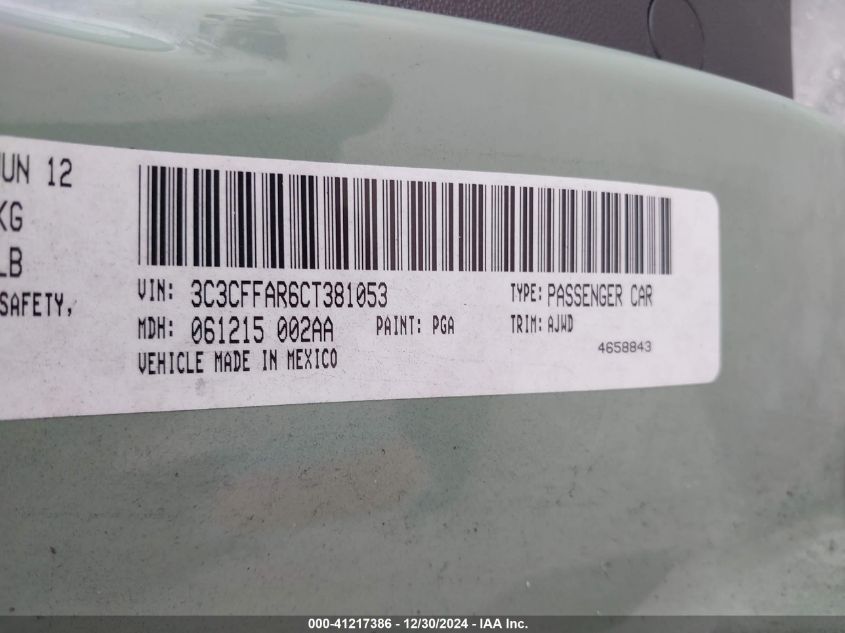 UN 12
KG
LB
SAFETY,
VIN: 3C3CFFAR6CT381053 TYPE: PASSENGER CAR
MDH: 061215 002AA PAINT: PGA TRIM: AJWD
VEHICLE MADE IN MEXICO 4658843
000-41217386 - 12/30/2024 - IAA Inc.